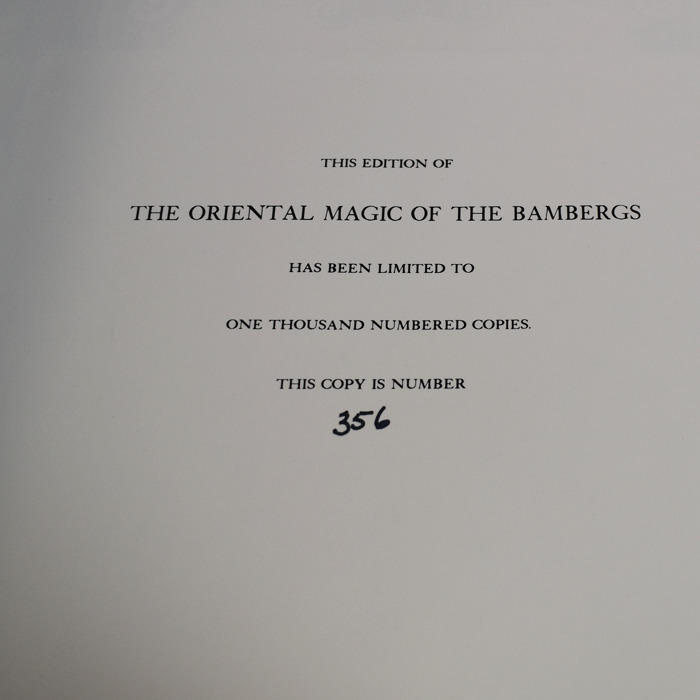 THIS EDITION OF
THE ORIENTAL MAGIC OF THE BAMBERGS
HAS BEEN LIMITED TO
ONE THOUSAND NUMBERED COPIES.
THIS COPY IS NUMBER
356